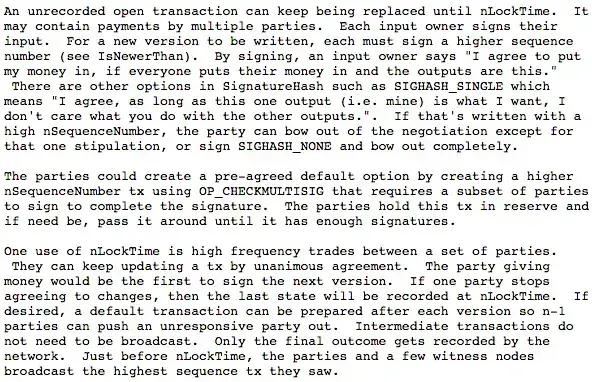 An unrecorded open transaction can keep being replaced until nLockTime.  It
may contain payments by multiple parties.  Each input owner signs their
input.  For a new version to be written, each must sign a higher sequence
number (see IsNewerThan).  By signing, an input owner says "I agree to put
my money in, if everyone puts their money in and the outputs are this."
 There are other options in SignatureHash such as SIGHASH_SINGLE which
means "I agree, as long as this one output (i.e. mine) is what I want, I
don't care what you do with the other outputs.".  If that's written with a
high nSequenceNumber, the party can bow out of the negotiation except for
that one stipulation, or sign SIGHASH_NONE and bow out completely.

The parties could create a pre-agreed default option by creating a higher
nSequenceNumber tx using OP_CHECKMULTISIG that requires a subset of parties
to sign to complete the signature.  The parties hold this tx in reserve and
if need be, pass it around until it has enough signatures.

One use of nLockTime is high frequency trades between a set of parties.
 They can keep updating a tx by unanimous agreement.  The party giving
money would be the first to sign the next version.  If one party stops
agreeing to changes, then the last state will be recorded at nLockTime.  If
desired, a default transaction can be prepared after each version so n-1
parties can push an unresponsive party out.  Intermediate transactions do
not need to be broadcast.  Only the final outcome gets recorded by the
network.  Just before nLockTime, the parties and a few witness nodes
broadcast the highest sequence tx they saw.